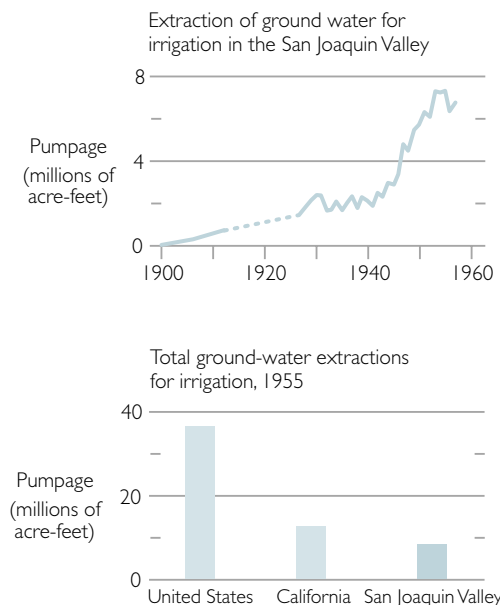 Extraction of ground water for
irrigation in the San Joaquin Valley
8
Pumpage
(millions of
acre-feet)
4
0
1900 1920 1940 1960
Total ground-water extractions
for irrigation, 1955
40
Pumpage
(millions of
acre-feet)
20
0
United States California San Joaquin Valley